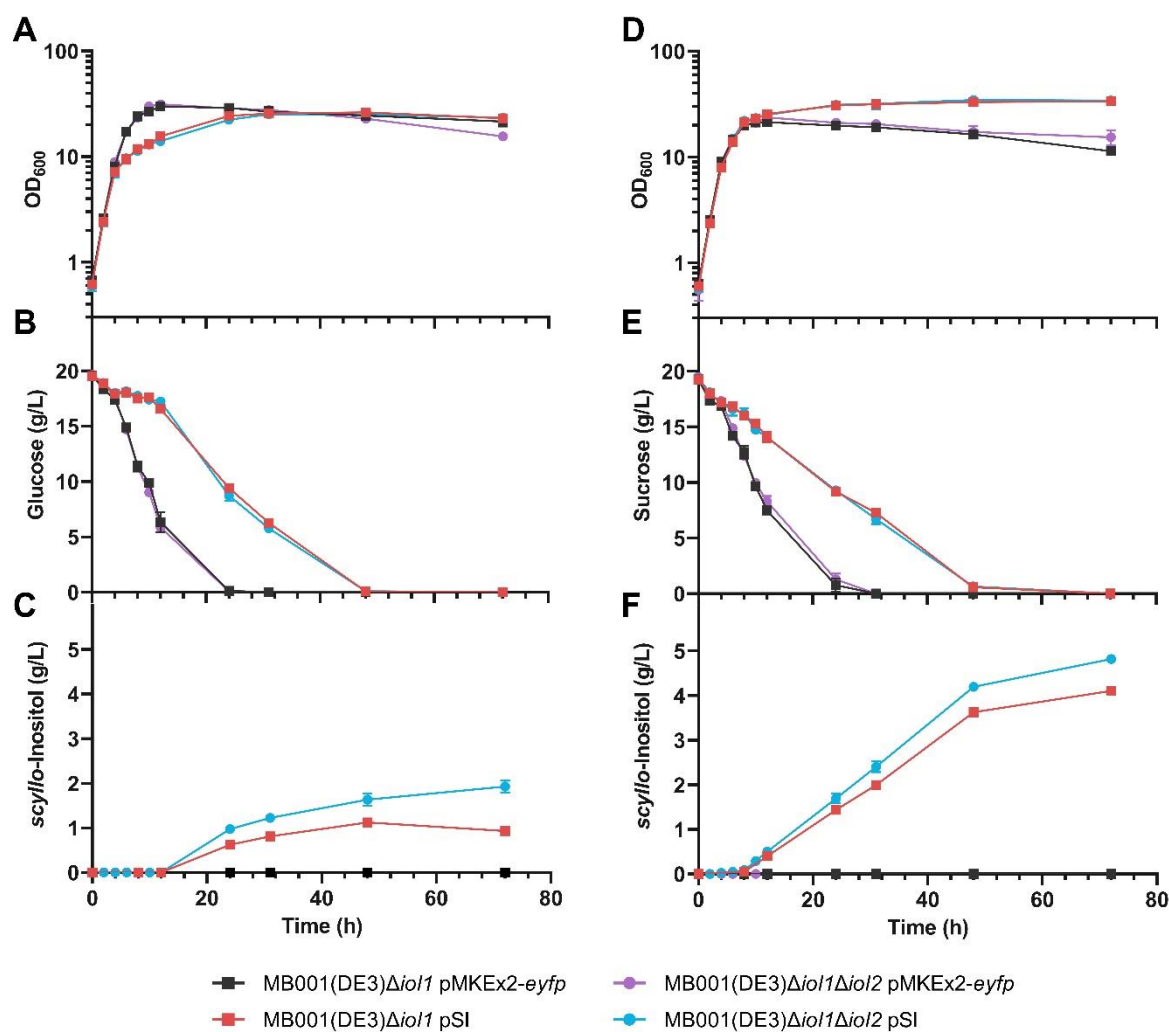 A
D
100
10
1
OD600
100
10
1
OD600
B
E
20
15
10
5
0
Glucose (g/L)
20
15
10
5
0
Sucrose (g/L)
C
F
5
4
3
2
1
0
scyllo-Inositol (g/L)
5
4
3
2
1
0
scyllo-Inositol (g/L)
0 20 40 60 80
Time (h)
0 20 40 60 80
Time (h)
MB001(DE3)Δiol1 pMKEx2-eyfp
MB001(DE3)Δiol1Δiol2 pMKEx2-eyfp
MB001(DE3)Δiol1 pSI
MB001(DE3)Δiol1Δiol2 pSI